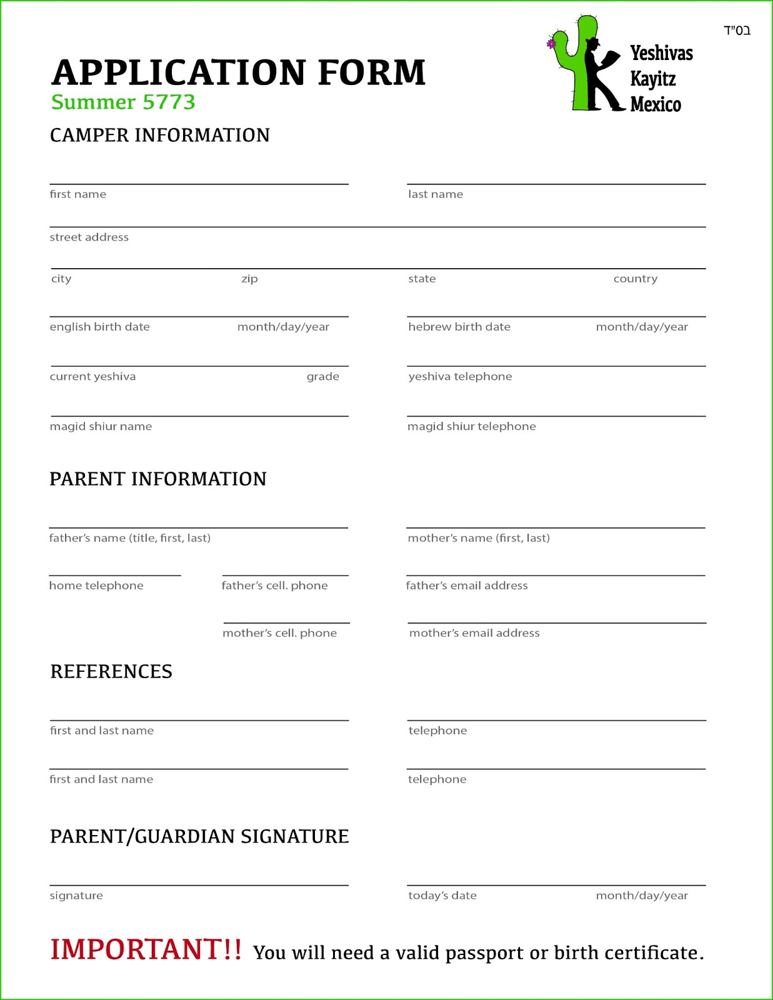 בס"ד
APPLICATION FORM
Summer 5773
Yeshivas
Kayitz
Mexico
CAMPER INFORMATION
first name last name
street address
city zip state country
english birth date month/day/year hebrew birth date month/day/year
current yeshiva grade yeshiva telephone
magid shiur name magid shiur telephone
PARENT INFORMATION
father’s name (title, first, last) mother’s name (first, last)
home telephone father’s cell. phone father’s email address
mother’s cell. phone mother’s email address
REFERENCES
first and last name telephone
first and last name telephone
PARENT/GUARDIAN SIGNATURE
signature today’s date month/day/year
IMPORTANT!! You will need a valid passport or birth certificate.